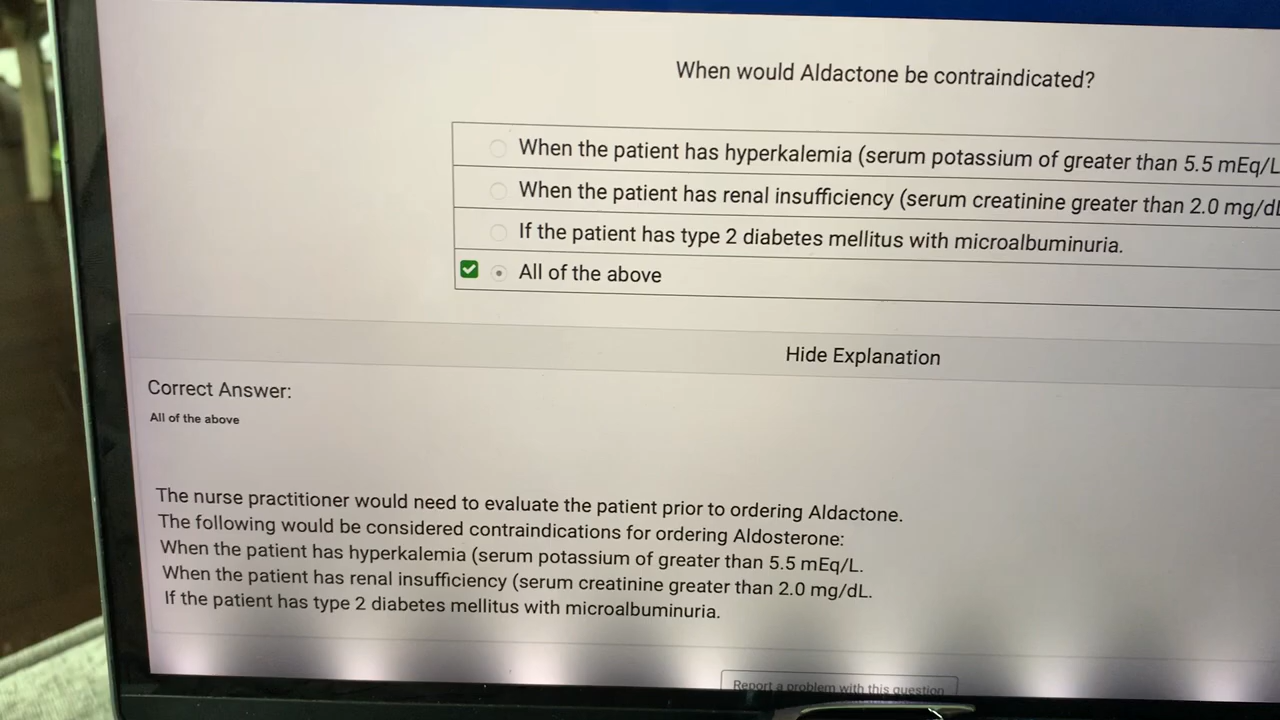 When would Aldactone be contraindicated?
When the patient has hyperkalemia (serum potassium of greater than 5.5 mEq/L
When the patient has renal insufficiency (serum creatinine greater than 2.0 mg/dL
If the patient has type 2 diabetes mellitus with microalbuminuria.
All of the above
Hide Explanation
Correct Answer:
All of the above
The nurse practitioner would need to evaluate the patient prior to ordering Aldactone.
The following would be considered contraindications for ordering Aldosterone:
When the patient has hyperkalemia (serum potassium of greater than 5.5 mEq/L.
When the patient has renal insufficiency (serum creatinine greater than 2.0 mg/dL.
If the patient has type 2 diabetes mellitus with microalbuminuria.
Report a problem with this question